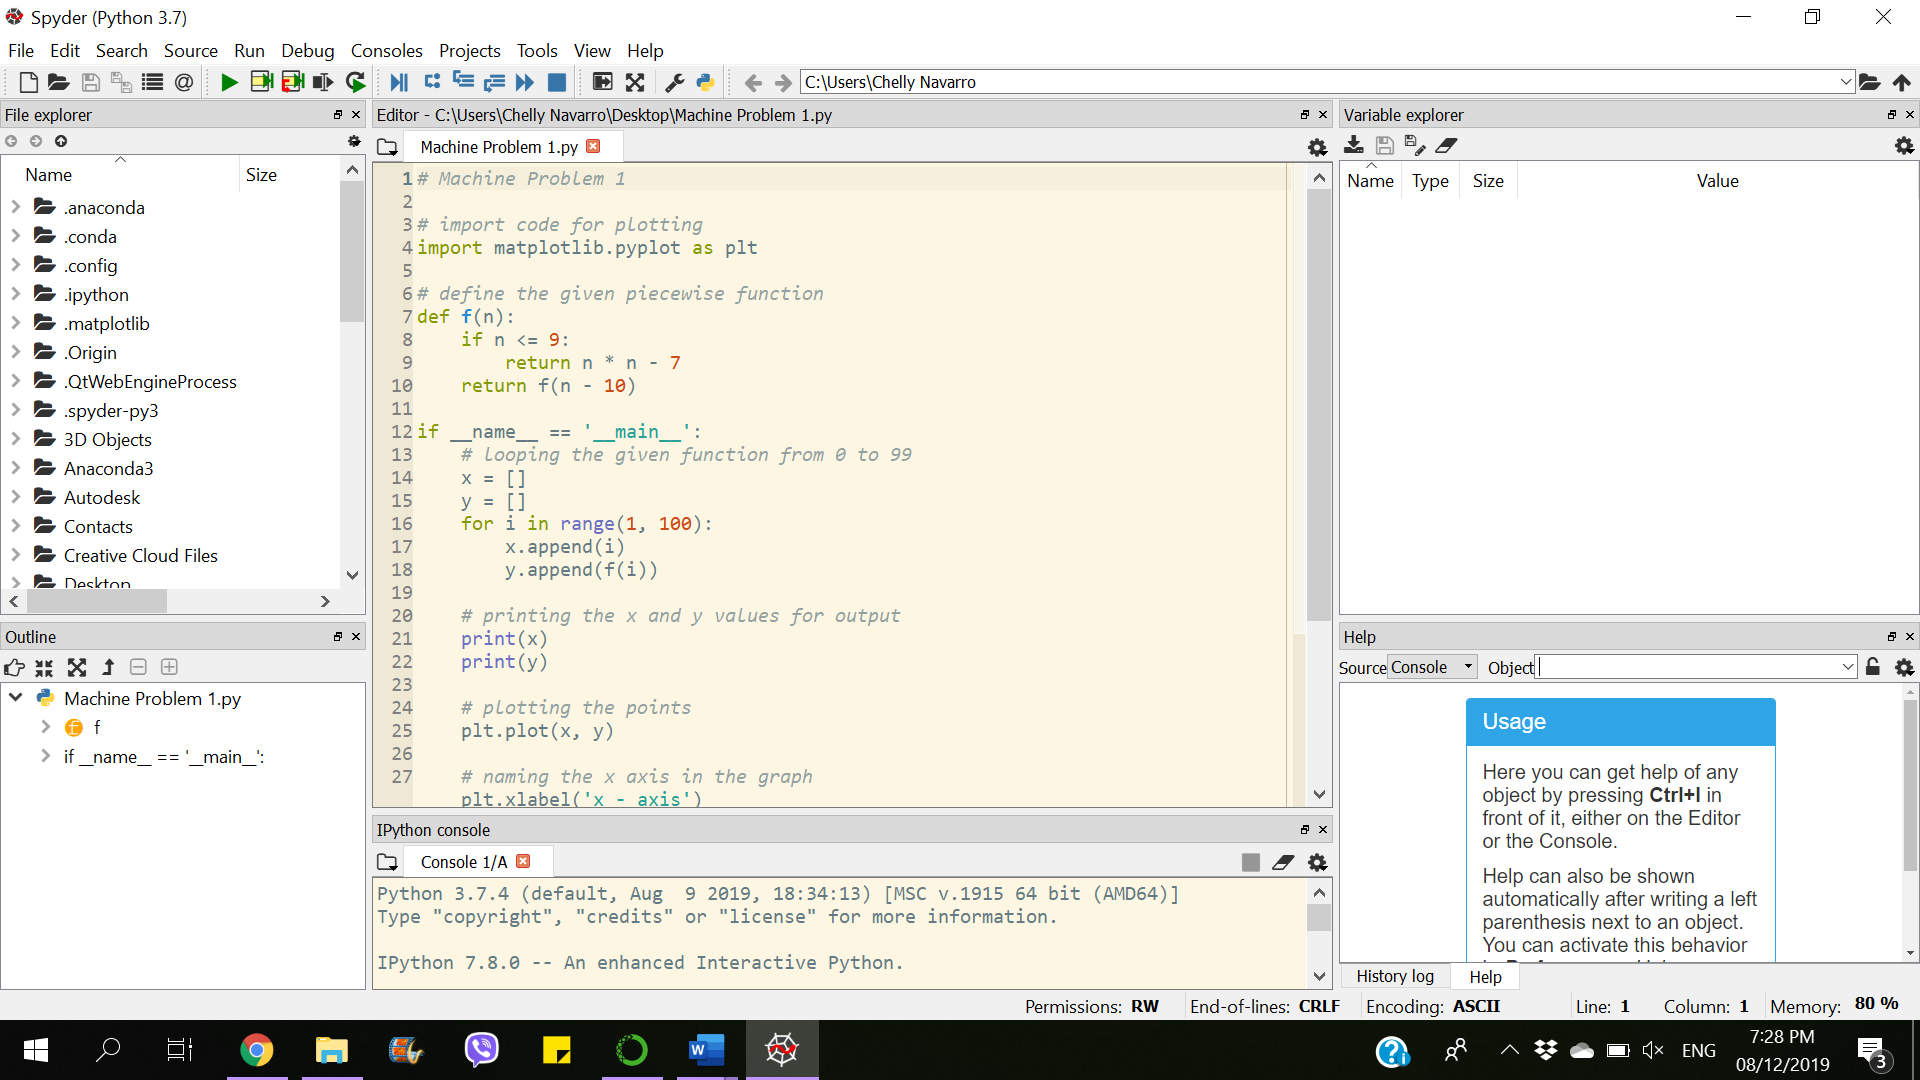 Spyder (Python 3.7)
File Edit Search Source Run Debug Consoles Projects Tools View Help
C:\Users\Chelly Navarro
File explorer
Name Size
.anaconda
.conda
.config
.ipython
.matplotlib
.Origin
.QtWebEngineProcess
.spyder-py3
3D Objects
Anaconda3
Autodesk
Contacts
Creative Cloud Files
Desktop
Outline
Machine Problem 1.py
f
if __name__ == '__main__':
Editor - C:\Users\Chelly Navarro\Desktop\Machine Problem 1.py
Machine Problem 1.py
1 # Machine Problem 1
2
3 # import code for plotting
4 import matplotlib.pyplot as plt
5
6 # define the given piecewise function
7 def f(n):
8     if n <= 9:
9         return n * n - 7
10     return f(n - 10)
11
12 if __name__ == '__main__':
13     # looping the given function from 0 to 99
14     x = []
15     y = []
16     for i in range(1, 100):
17         x.append(i)
18         y.append(f(i))
19
20     # printing the x and y values for output
21     print(x)
22     print(y)
23
24     # plotting the points
25     plt.plot(x, y)
26
27     # naming the x axis in the graph
    plt.xlabel('x - axis')
IPython console
Console 1/A
Python 3.7.4 (default, Aug  9 2019, 18:34:13) [MSC v.1915 64 bit (AMD64)]
Type "copyright", "credits" or "license" for more information.
IPython 7.8.0 -- An enhanced Interactive Python.
Variable explorer
Name Type Size Value
Help
Source Console Object
Usage
Here you can get help of any
object by pressing Ctrl+I in
front of it, either on the Editor
or the Console.
Help can also be shown
automatically after writing a left
parenthesis next to an object.
You can activate this behavior
History log Help
Permissions: RW End-of-lines: CRLF Encoding: ASCII Line: 1 Column: 1 Memory: 80 %
ENG
7:28 PM
08/12/2019
3